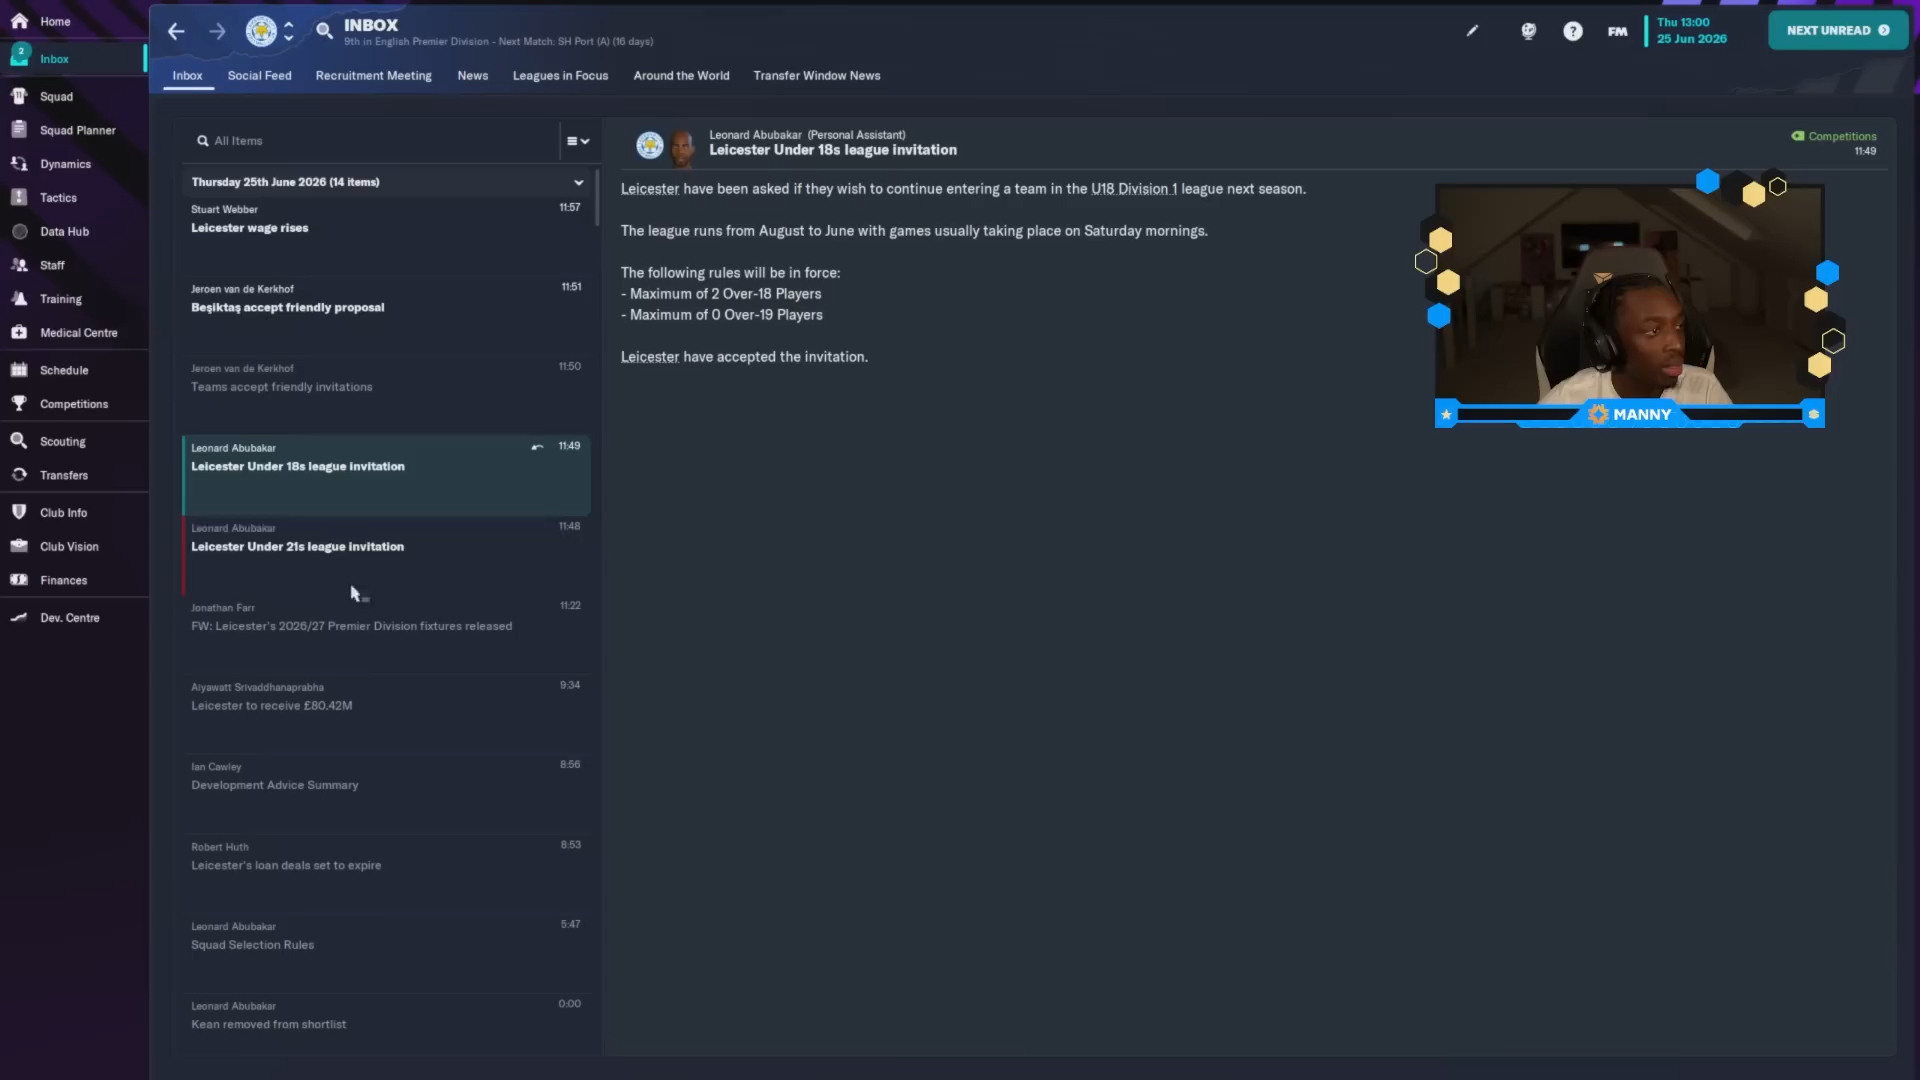 Home
2
Inbox
Squad
Squad Planner
Dynamics
Tactics
Data Hub
Staff
Training
Medical Centre
Schedule
Competitions
Scouting
Transfers
Club Info
Club Vision
Finances
Dev. Centre
INBOX
9th in English Premier Division - Next Match: SH Port (A) (16 days)
FM
Thu 13:00
25 Jun 2026
NEXT UNREAD
Inbox
Social Feed
Recruitment Meeting
News
Leagues in Focus
Around the World
Transfer Window News
All Items
Thursday 25th June 2026 (14 items)
Stuart Webber 11:57
Leicester wage rises
Jeroen van de Kerkhof 11:51
Beşiktaş accept friendly proposal
Jeroen van de Kerkhof 11:50
Teams accept friendly invitations
Leonard Abubakar 11:49
Leicester Under 18s league invitation
Leonard Abubakar 11:48
Leicester Under 21s league invitation
Jonathan Farr 11:22
FW: Leicester's 2026/27 Premier Division fixtures released
Aiyawatt Srivaddhanaprabha 9:34
Leicester to receive £80.42M
Ian Cawley 8:56
Development Advice Summary
Robert Huth 8:53
Leicester's loan deals set to expire
Leonard Abubakar 5:47
Squad Selection Rules
Leonard Abubakar 0:00
Kean removed from shortlist
Leonard Abubakar (Personal Assistant)
Leicester Under 18s league invitation
Competitions
11:49
Leicester have been asked if they wish to continue entering a team in the U18 Division 1 league next season.
The league runs from August to June with games usually taking place on Saturday mornings.
The following rules will be in force:
- Maximum of 2 Over-18 Players
- Maximum of 0 Over-19 Players
Leicester have accepted the invitation.
MANNY